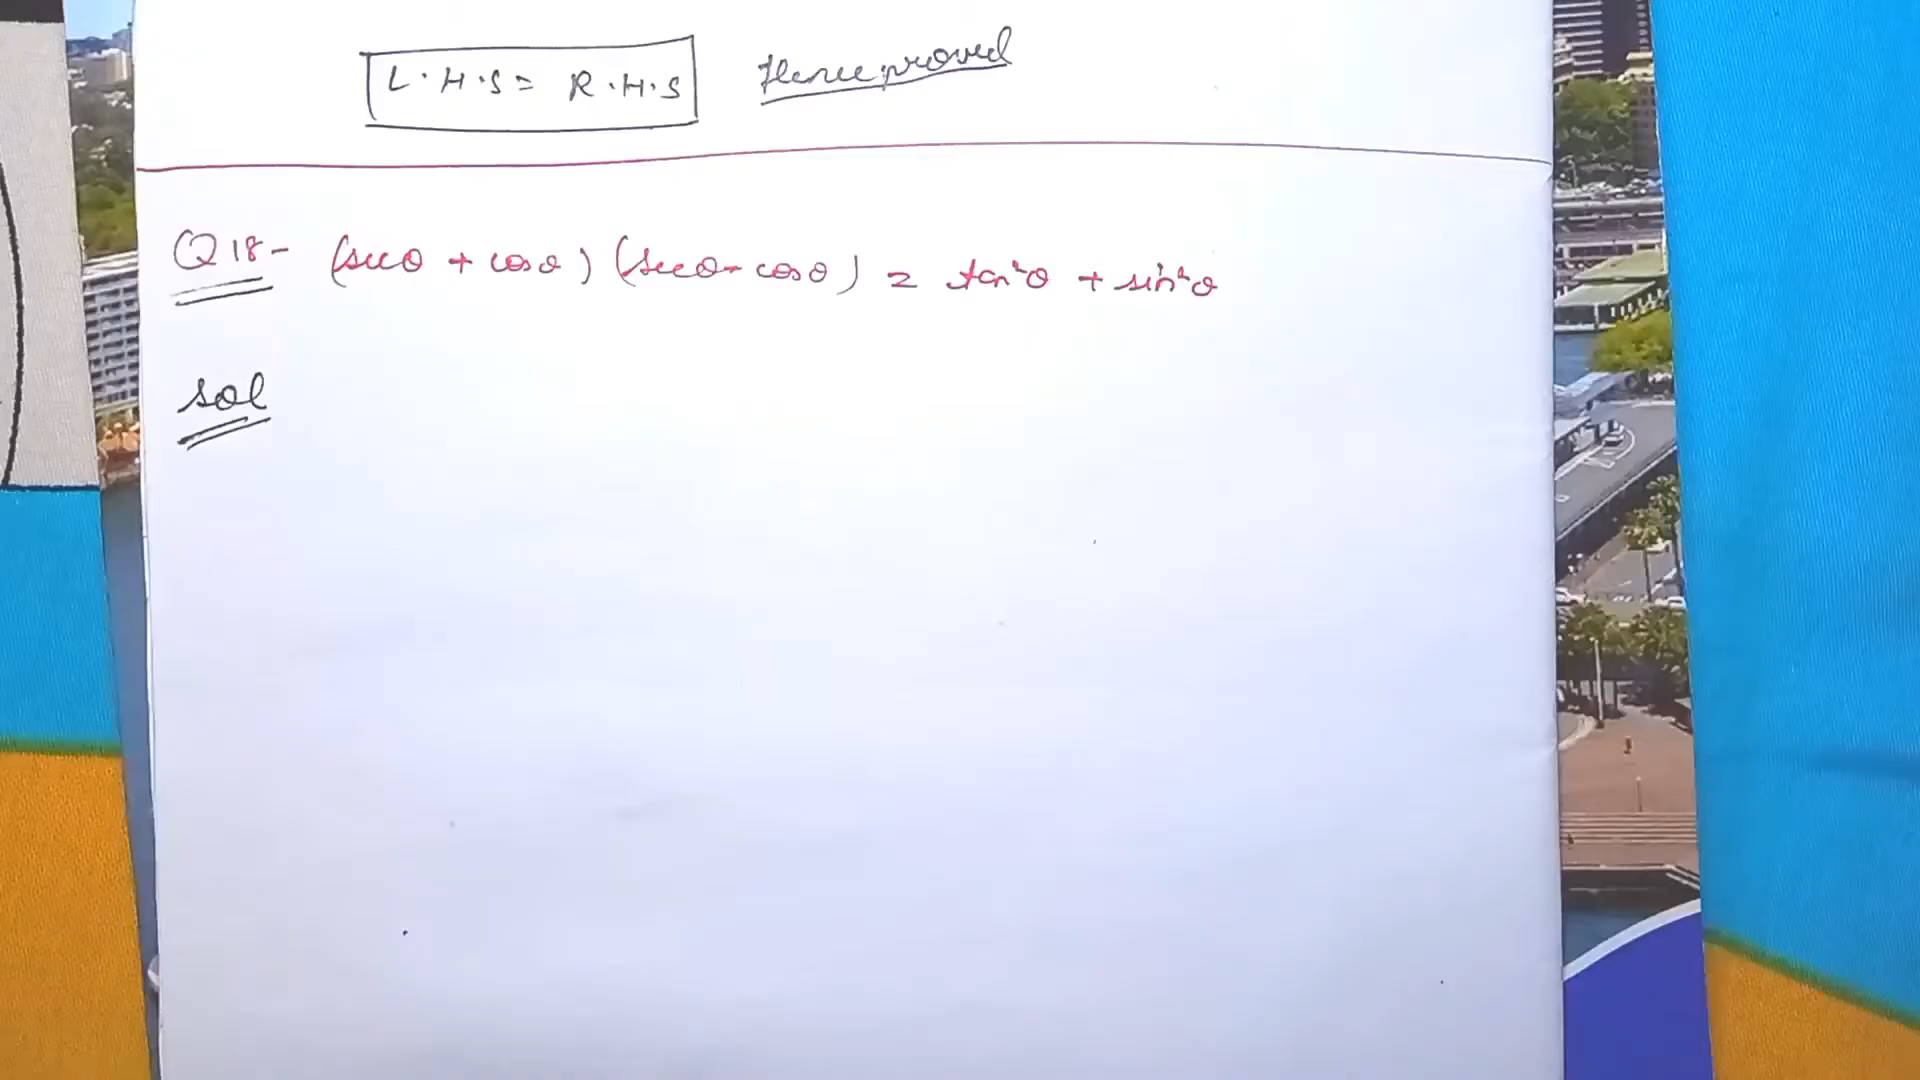 L.H.S = R.H.S Hence proved
Q18- (secθ + cosθ) (secθ - cosθ) = tan²θ + sin²θ
sol